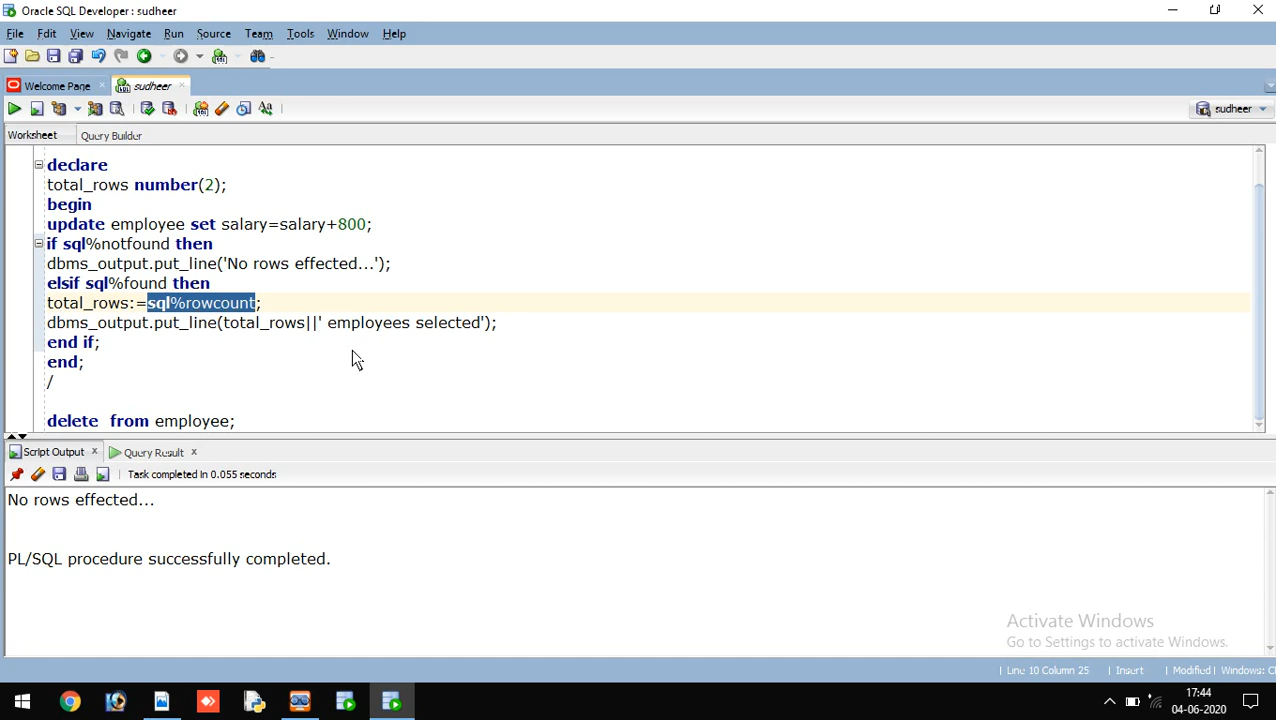 Oracle SQL Developer : sudheer
File Edit View Navigate Run Source Team Tools Window Help
Welcome Page sudheer
sudheer
Worksheet Query Builder
declare
total_rows number(2);
begin
update employee set salary=salary+800;
if sql%notfound then
dbms_output.put_line('No rows effected...');
elsif sql%found then
total_rows:=sql%rowcount;
dbms_output.put_line(total_rows||' employees selected');
end if;
end;
/
delete from employee;
Script Output Query Result
Task completed in 0.055 seconds
No rows effected...
PL/SQL procedure successfully completed.
Activate Windows
Go to Settings to activate Windows.
Line 10 Column 25 Insert Modified Windows: C
17:44
04-06-2020